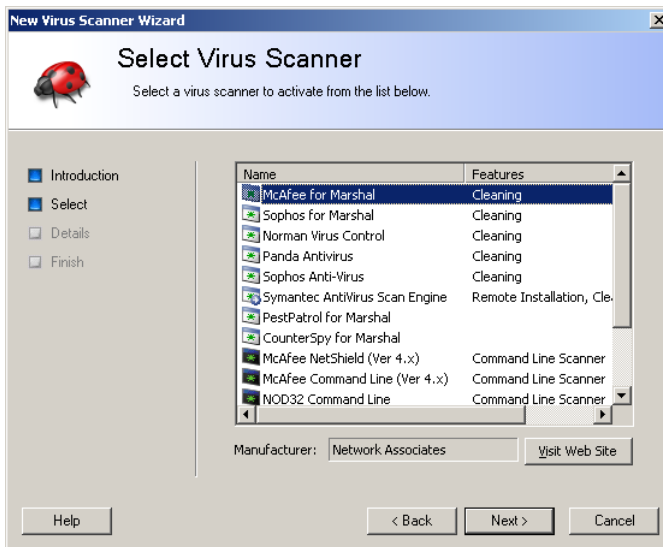 New Virus Scanner Wizard
Select Virus Scanner
Select a virus scanner to activate from the list below.
Introduction
Select
Details
Finish
Name Features
McAfee for Marshal Cleaning
Sophos for Marshal Cleaning
Norman Virus Control Cleaning
Panda Antivirus Cleaning
Sophos Anti-Virus Cleaning
Symantec AntiVirus Scan Engine Remote Installation, Cle
PestPatrol for Marshal
CounterSpy for Marshal
McAfee NetShield (Ver 4.x) Command Line Scanner
McAfee Command Line (Ver 4.x) Command Line Scanner
NOD32 Command Line Command Line Scanner
Manufacturer: Network Associates Visit Web Site
Help < Back Next > Cancel